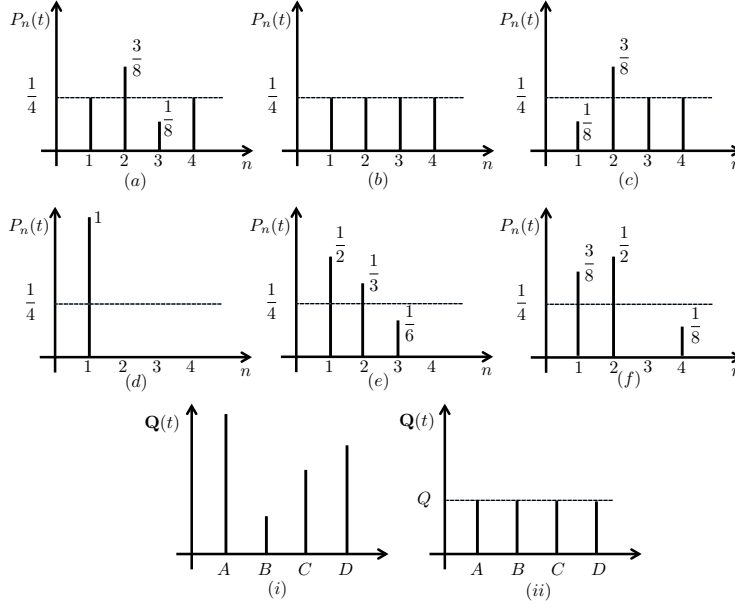 P_n(t) 1/4 3/8 1/8 1 2 3 4 n (a)
P_n(t) 1/4 1 2 3 4 n (b)
P_n(t) 1/4 1/8 3/8 1 2 3 4 n (c)
P_n(t) 1/4 1 1 2 3 4 n (d)
P_n(t) 1/4 1/2 1/3 1/6 1 2 3 4 n (e)
P_n(t) 1/4 3/8 1/2 1/8 1 2 3 4 n (f)
Q(t) A B C D (i)
Q(t) Q A B C D (ii)